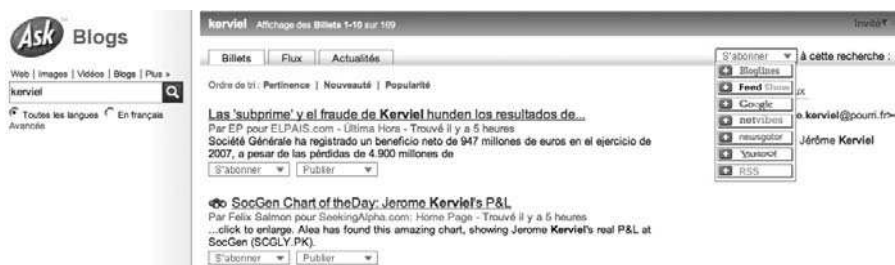 Ask Blogs
Web | Images | Vidéos | Blogs | Plus »
kerviel
Toutes les langues En français
Avancée
kerviel Affichage des Billets 1-10 sur 169
Invité
Billets Flux Actualités
S'abonner à cette recherche :
Bloglines
Feed Show
Google
netvibes
newsgator
Yahoo!
RSS
o.kerviel@pourri.fr>
Jérôme Kerviel
Ordre de tri : Pertinence | Nouveauté | Popularité
Las 'subprime' y el fraude de Kerviel hunden los resultados de...
Par EP pour ELPAIS.com - Última Hora - Trouvé il y a 5 heures
Société Générale ha registrado un beneficio neto de 947 millones de euros en el ejercicio de
2007, a pesar de las pérdidas de 4.900 millones de
S'abonner Publier
SocGen Chart of theDay: Jerome Kerviel's P&L
Par Felix Salmon pour SeekingAlpha.com: Home Page - Trouvé il y a 5 heures
...click to enlarge. Alea has found this amazing chart, showing Jerome Kerviel's real P&L at
SocGen (SCGLY.PK).
S'abonner Publier